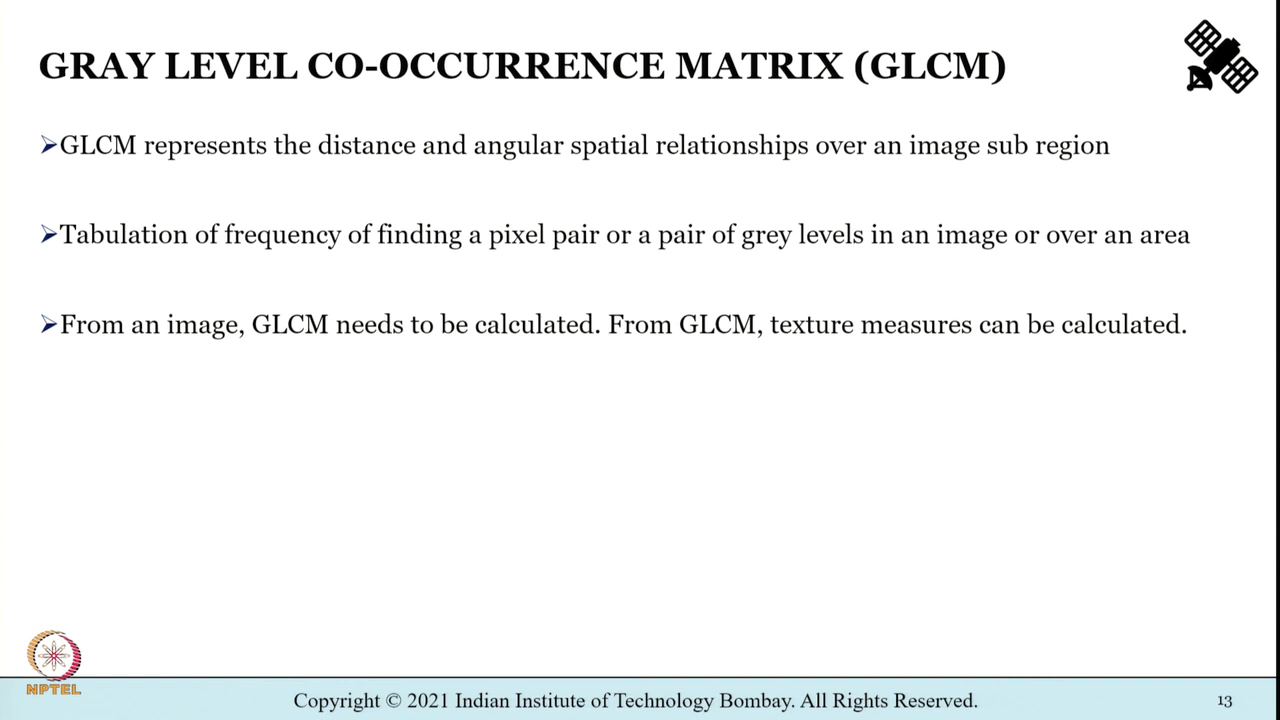 GRAY LEVEL CO-OCCURRENCE MATRIX (GLCM)
➢GLCM represents the distance and angular spatial relationships over an image sub region
➢Tabulation of frequency of finding a pixel pair or a pair of grey levels in an image or over an area
➢From an image, GLCM needs to be calculated. From GLCM, texture measures can be calculated.
NPTEL
Copyright © 2021 Indian Institute of Technology Bombay. All Rights Reserved.
13